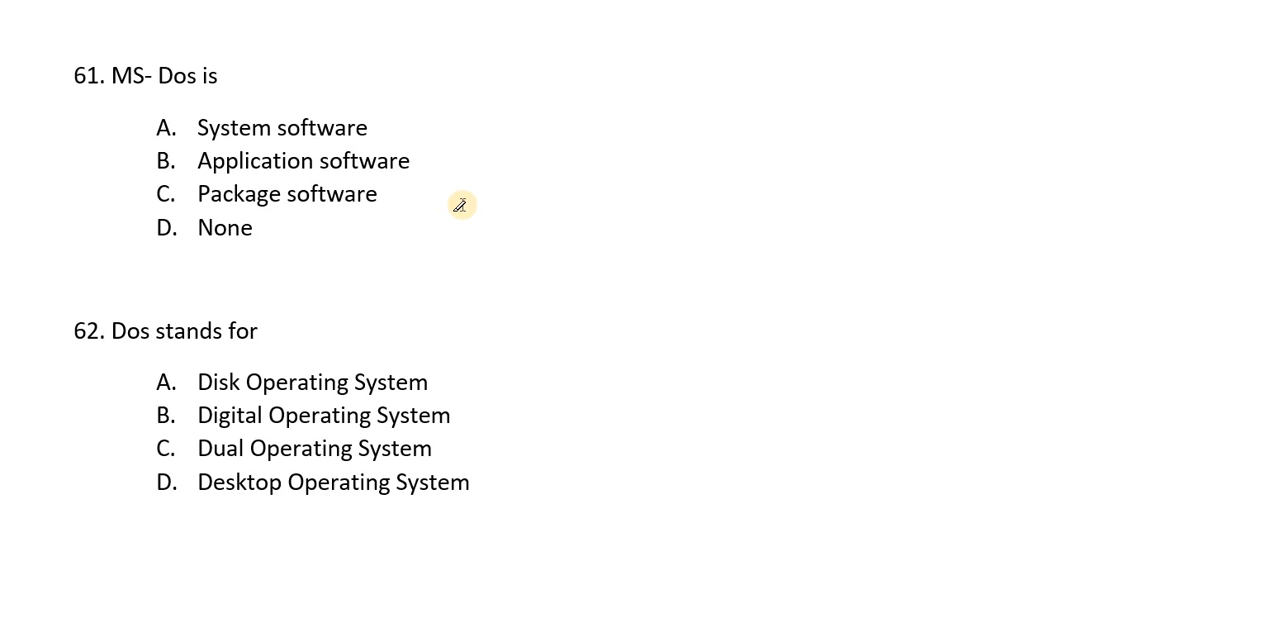 61. MS- Dos is
A. System software
B. Application software
C. Package software
D. None
62. Dos stands for
A. Disk Operating System
B. Digital Operating System
C. Dual Operating System
D. Desktop Operating System